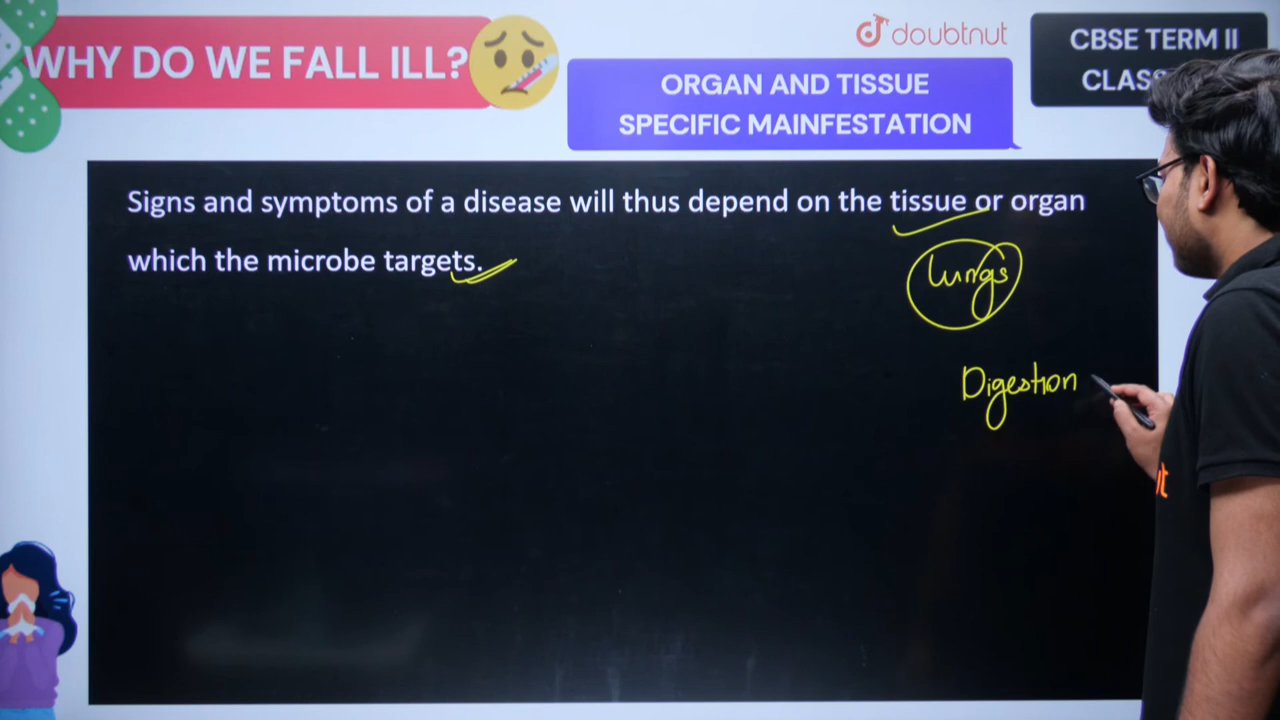 WHY DO WE FALL ILL?
doubtnut
ORGAN AND TISSUE
SPECIFIC MAINFESTATION
CBSE TERM II
CLASS
Signs and symptoms of a disease will thus depend on the tissue or organ
which the microbe targets.
Lungs
Digestion